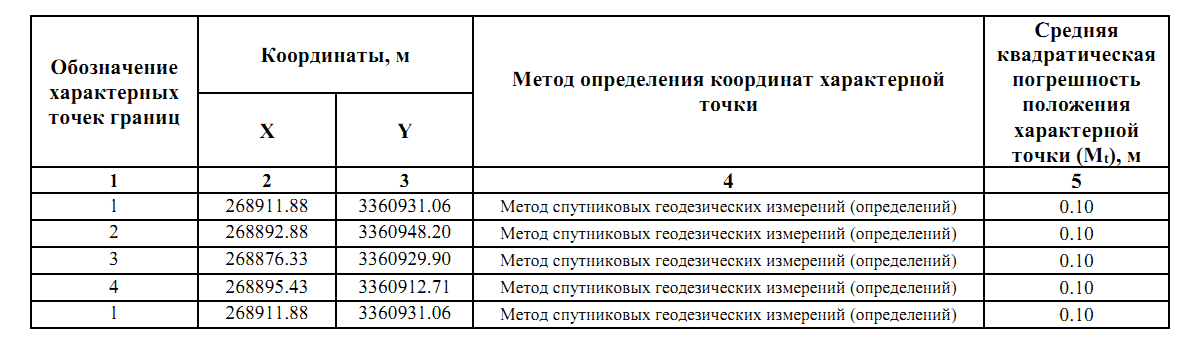 Обозначение
характерных
точек границ
Координаты, м
X
Y
Метод определения координат характерной
точки
Средняя
квадратическая
погрешность
положения
характерной
точки (Mt), м
1 2 3 4 5
1 268911.88 3360931.06 Метод спутниковых геодезических измерений (определений) 0.10
2 268892.88 3360948.20 Метод спутниковых геодезических измерений (определений) 0.10
3 268876.33 3360929.90 Метод спутниковых геодезических измерений (определений) 0.10
4 268895.43 3360912.71 Метод спутниковых геодезических измерений (определений) 0.10
1 268911.88 3360931.06 Метод спутниковых геодезических измерений (определений) 0.10